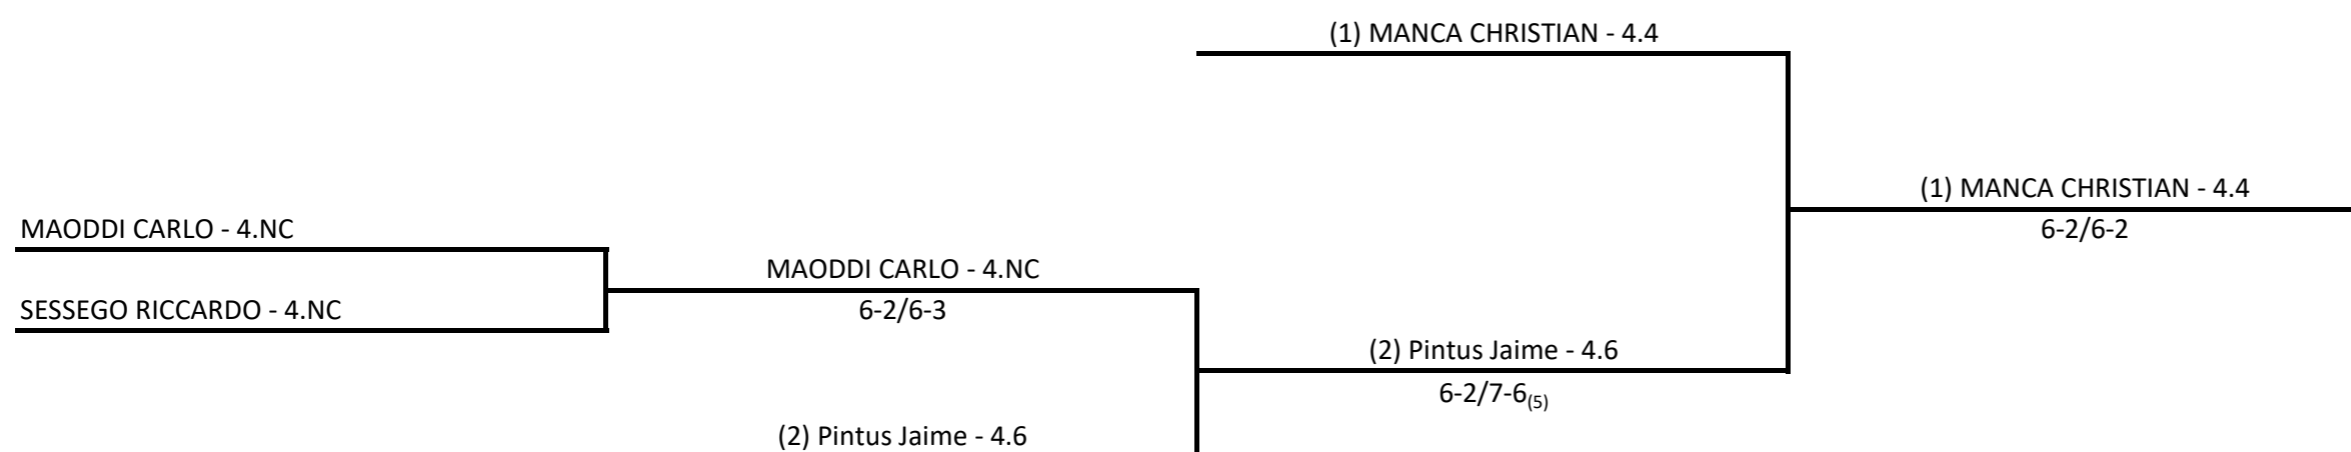 (1) MANCA CHRISTIAN - 4.4
(1) MANCA CHRISTIAN - 4.4
MAODDI CARLO - 4.NC
6-2/6-2
MAODDI CARLO - 4.NC
SESSEGO RICCARDO - 4.NC
6-2/6-3
(2) Pintus Jaime - 4.6
6-2/7-6(5)
(2) Pintus Jaime - 4.6